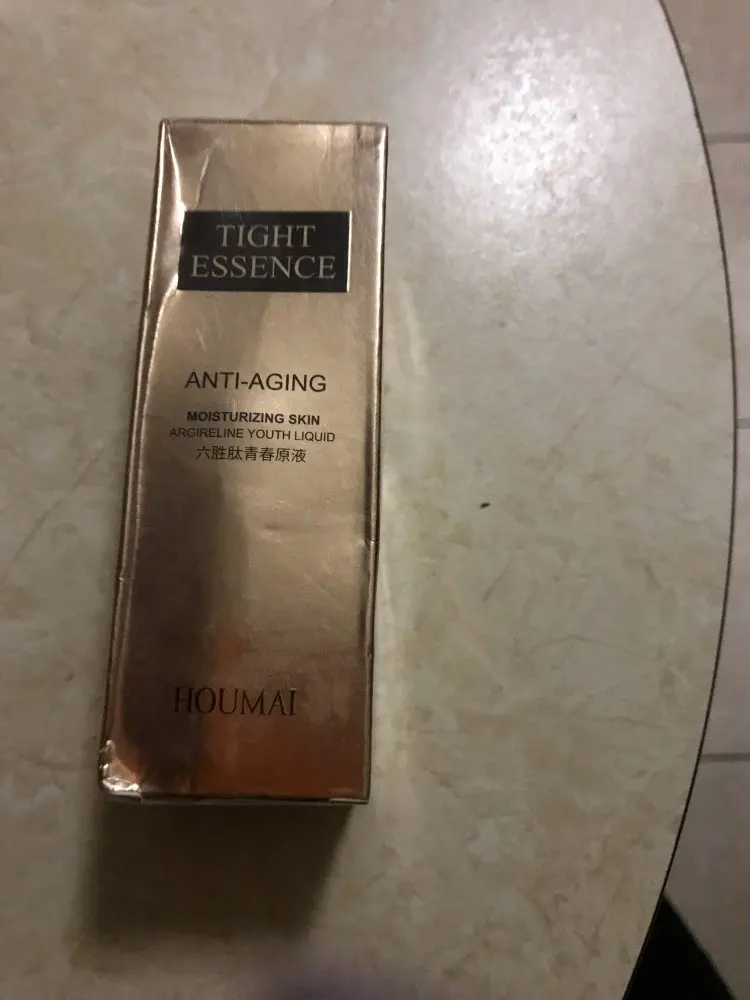 TIGHT
ESSENCE
ANTI-AGING
MOISTURIZING SKIN
ARGIRELINE YOUTH LIQUID
六胜肽青春原液
HOUMAI